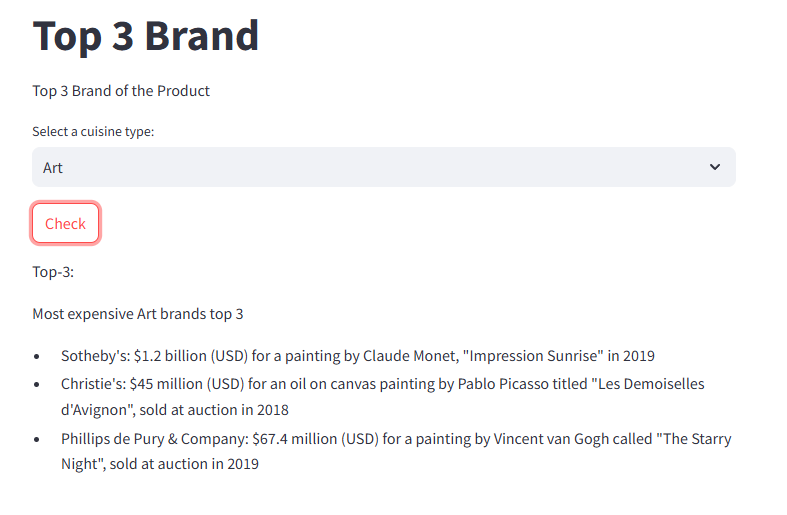 Top 3 Brand
Top 3 Brand of the Product
Select a cuisine type:
Art
Check
Top-3:
Most expensive Art brands top 3
• Sotheby's: $1.2 billion (USD) for a painting by Claude Monet, "Impression Sunrise" in 2019
• Christie's: $45 million (USD) for an oil on canvas painting by Pablo Picasso titled "Les Demoiselles
d'Avignon", sold at auction in 2018
• Phillips de Pury & Company: $67.4 million (USD) for a painting by Vincent van Gogh called "The Starry
Night", sold at auction in 2019